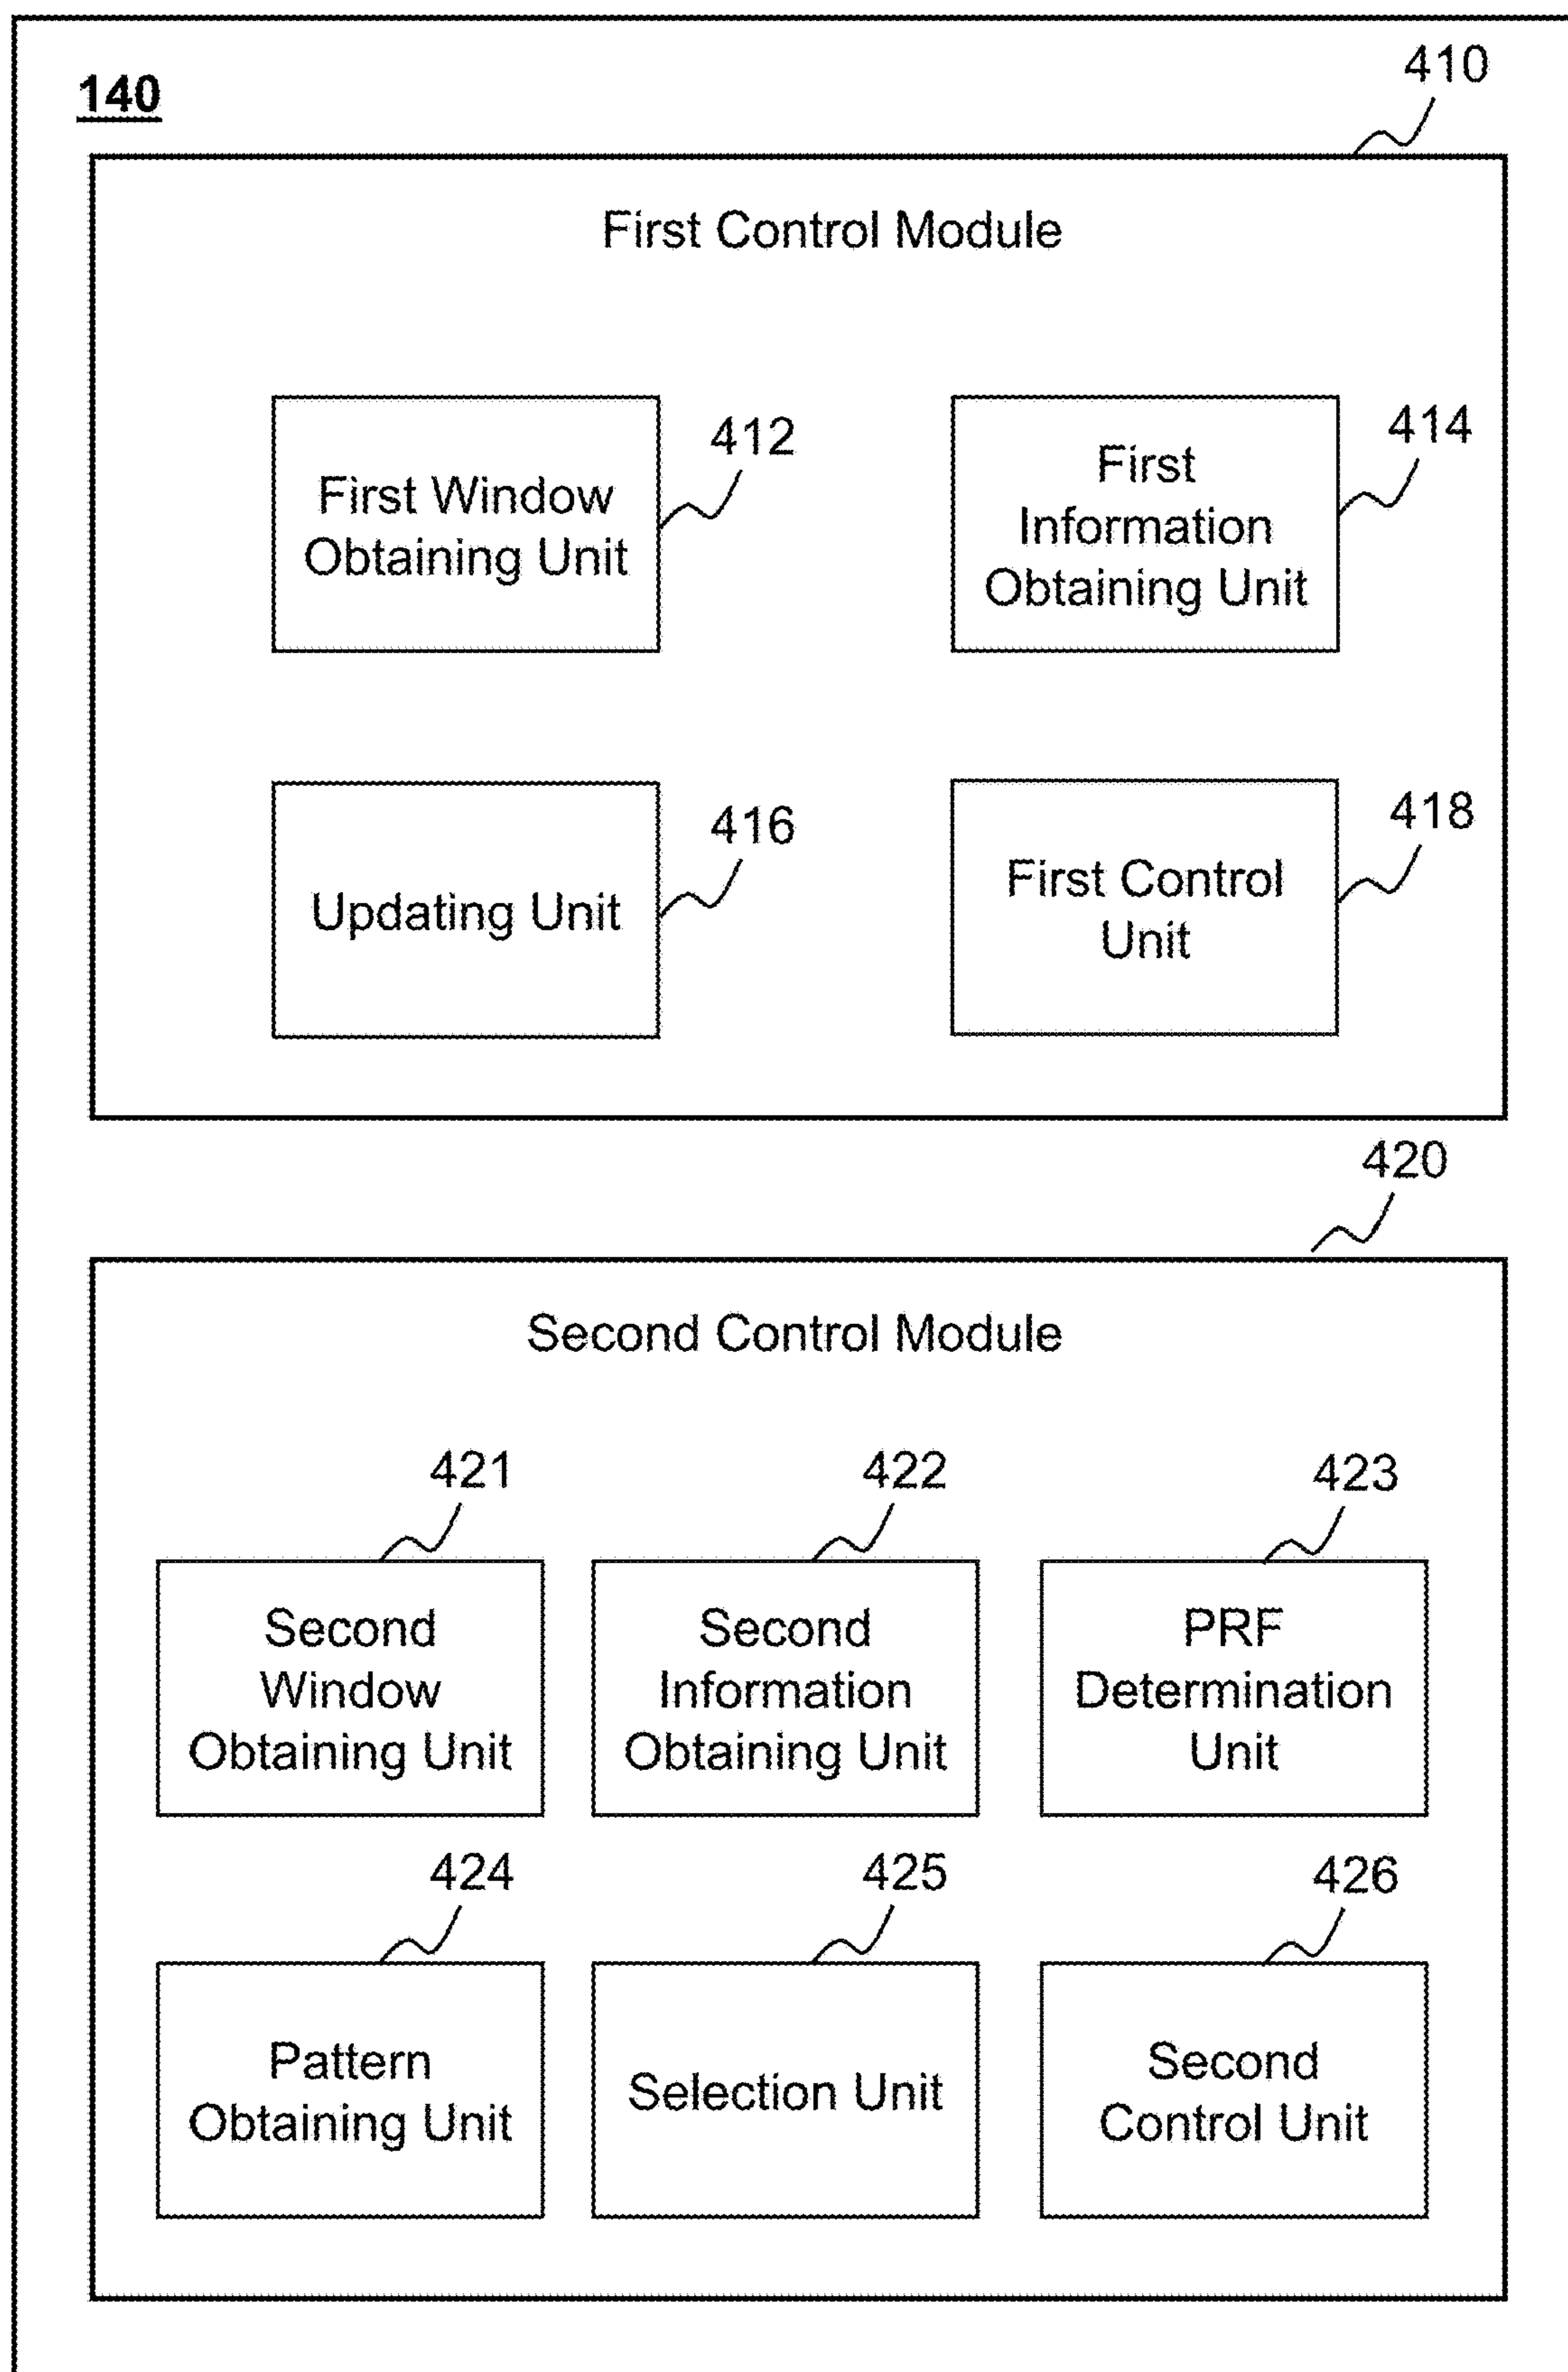 140
410
First Control Module
412
First Window
Obtaining Unit
414
First
Information
Obtaining Unit
416
Updating Unit
418
First Control
Unit
420
Second Control Module
421
Second
Window
Obtaining Unit
422
Second
Information
Obtaining Unit
423
PRF
Determination
Unit
424
Pattern
Obtaining Unit
425
Selection Unit
426
Second
Control Unit